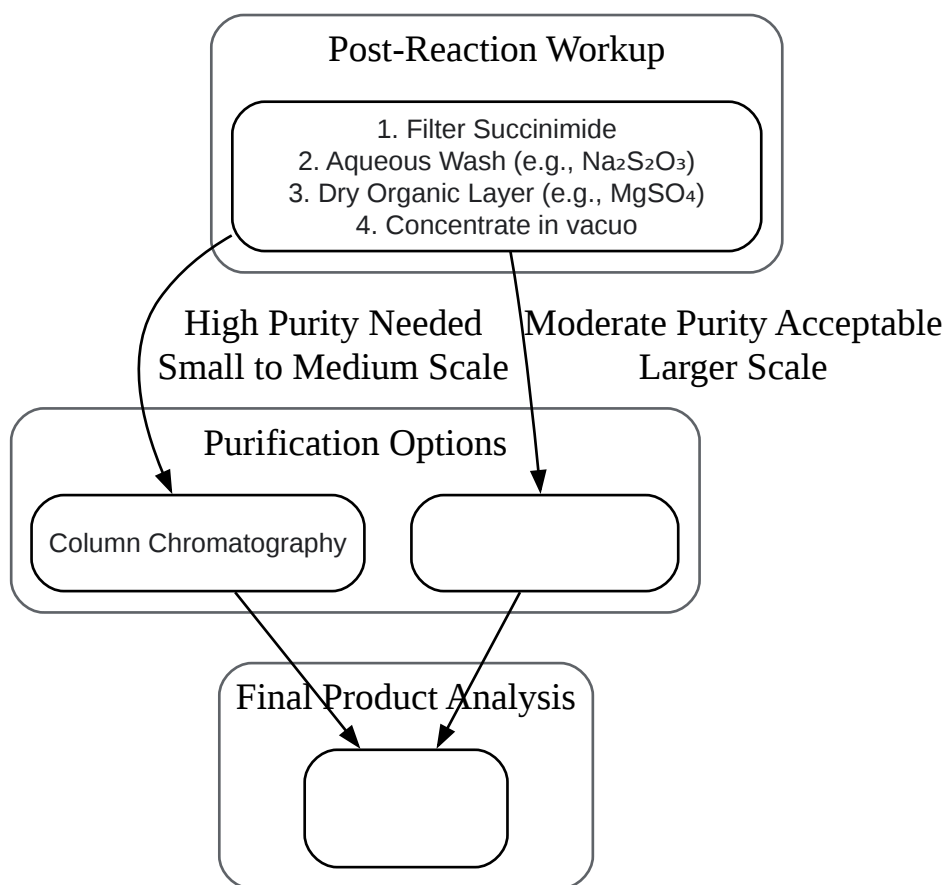 Post-Reaction Workup
1. Filter Succinimide
2. Aqueous Wash (e.g., Na₂S₂O₃)
3. Dry Organic Layer (e.g., MgSO₄)
4. Concentrate in vacuo
High Purity Needed
Small to Medium Scale
Moderate Purity Acceptable
Larger Scale
Purification Options
Column Chromatography
Final Product Analysis